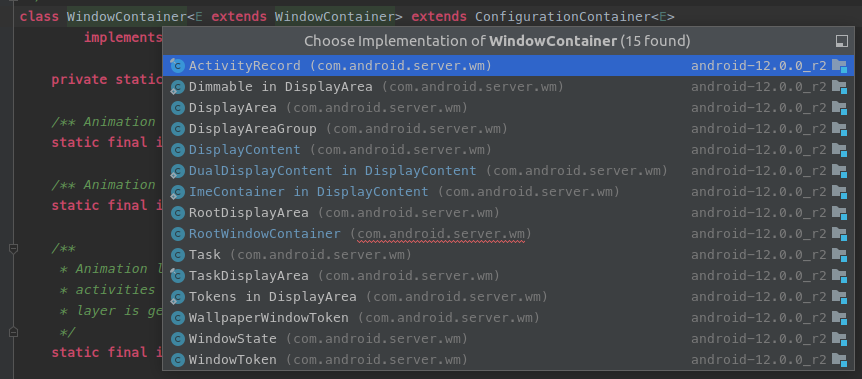 class WindowContainer<E extends WindowContainer> extends ConfigurationContainer<E>
implements
Choose Implementation of WindowContainer (15 found)
ActivityRecord (com.android.server.wm) android-12.0.0_r2
private static
Dimmable in DisplayArea (com.android.server.wm) android-12.0.0_r2
DisplayArea (com.android.server.wm) android-12.0.0_r2
/** Animation
DisplayAreaGroup (com.android.server.wm) android-12.0.0_r2
static final i
DisplayContent (com.android.server.wm) android-12.0.0_r2
DualDisplayContent in DisplayContent (com.android.server.wm) android-12.0.0_r2
/** Animation
ImeContainer in DisplayContent (com.android.server.wm) android-12.0.0_r2
static final i
RootDisplayArea (com.android.server.wm) android-12.0.0_r2
RootWindowContainer (com.android.server.wm) android-12.0.0_r2
/**
Task (com.android.server.wm) android-12.0.0_r2
* Animation l
TaskDisplayArea (com.android.server.wm) android-12.0.0_r2
* activities
Tokens in DisplayArea (com.android.server.wm) android-12.0.0_r2
* layer is ge
WallpaperWindowToken (com.android.server.wm) android-12.0.0_r2
*/
WindowState (com.android.server.wm) android-12.0.0_r2
static final i
WindowToken (com.android.server.wm) android-12.0.0_r2